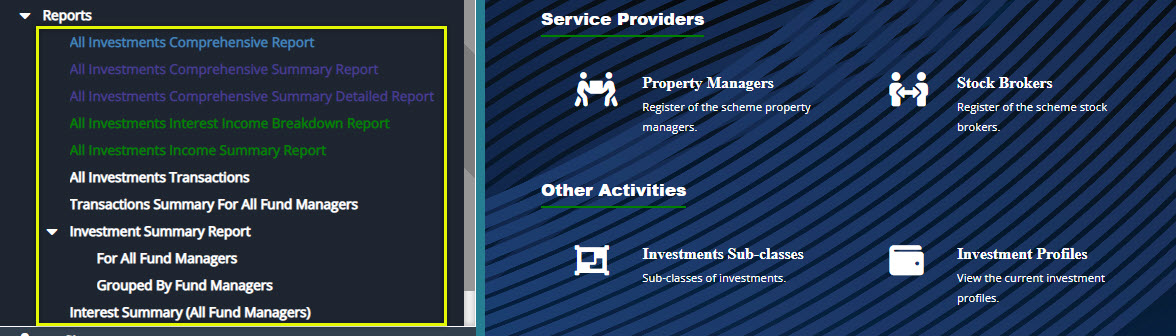 Reports
All Investments Comprehensive Report
All Investments Comprehensive Summary Report
All Investments Comprehensive Summary Detailed Report
All Investments Interest Income Breakdown Report
All Investments Income Summary Report
All Investments Transactions
Transactions Summary For All Fund Managers
Investment Summary Report
For All Fund Managers
Grouped By Fund Managers
Interest Summary (All Fund Managers)
Service Providers
Property Managers
Register of the scheme property
managers.
Stock Brokers
Register of the scheme stock
brokers.
Other Activities
Investments Sub-classes
Sub-classes of investments.
Investment Profiles
View the current investment
profiles.